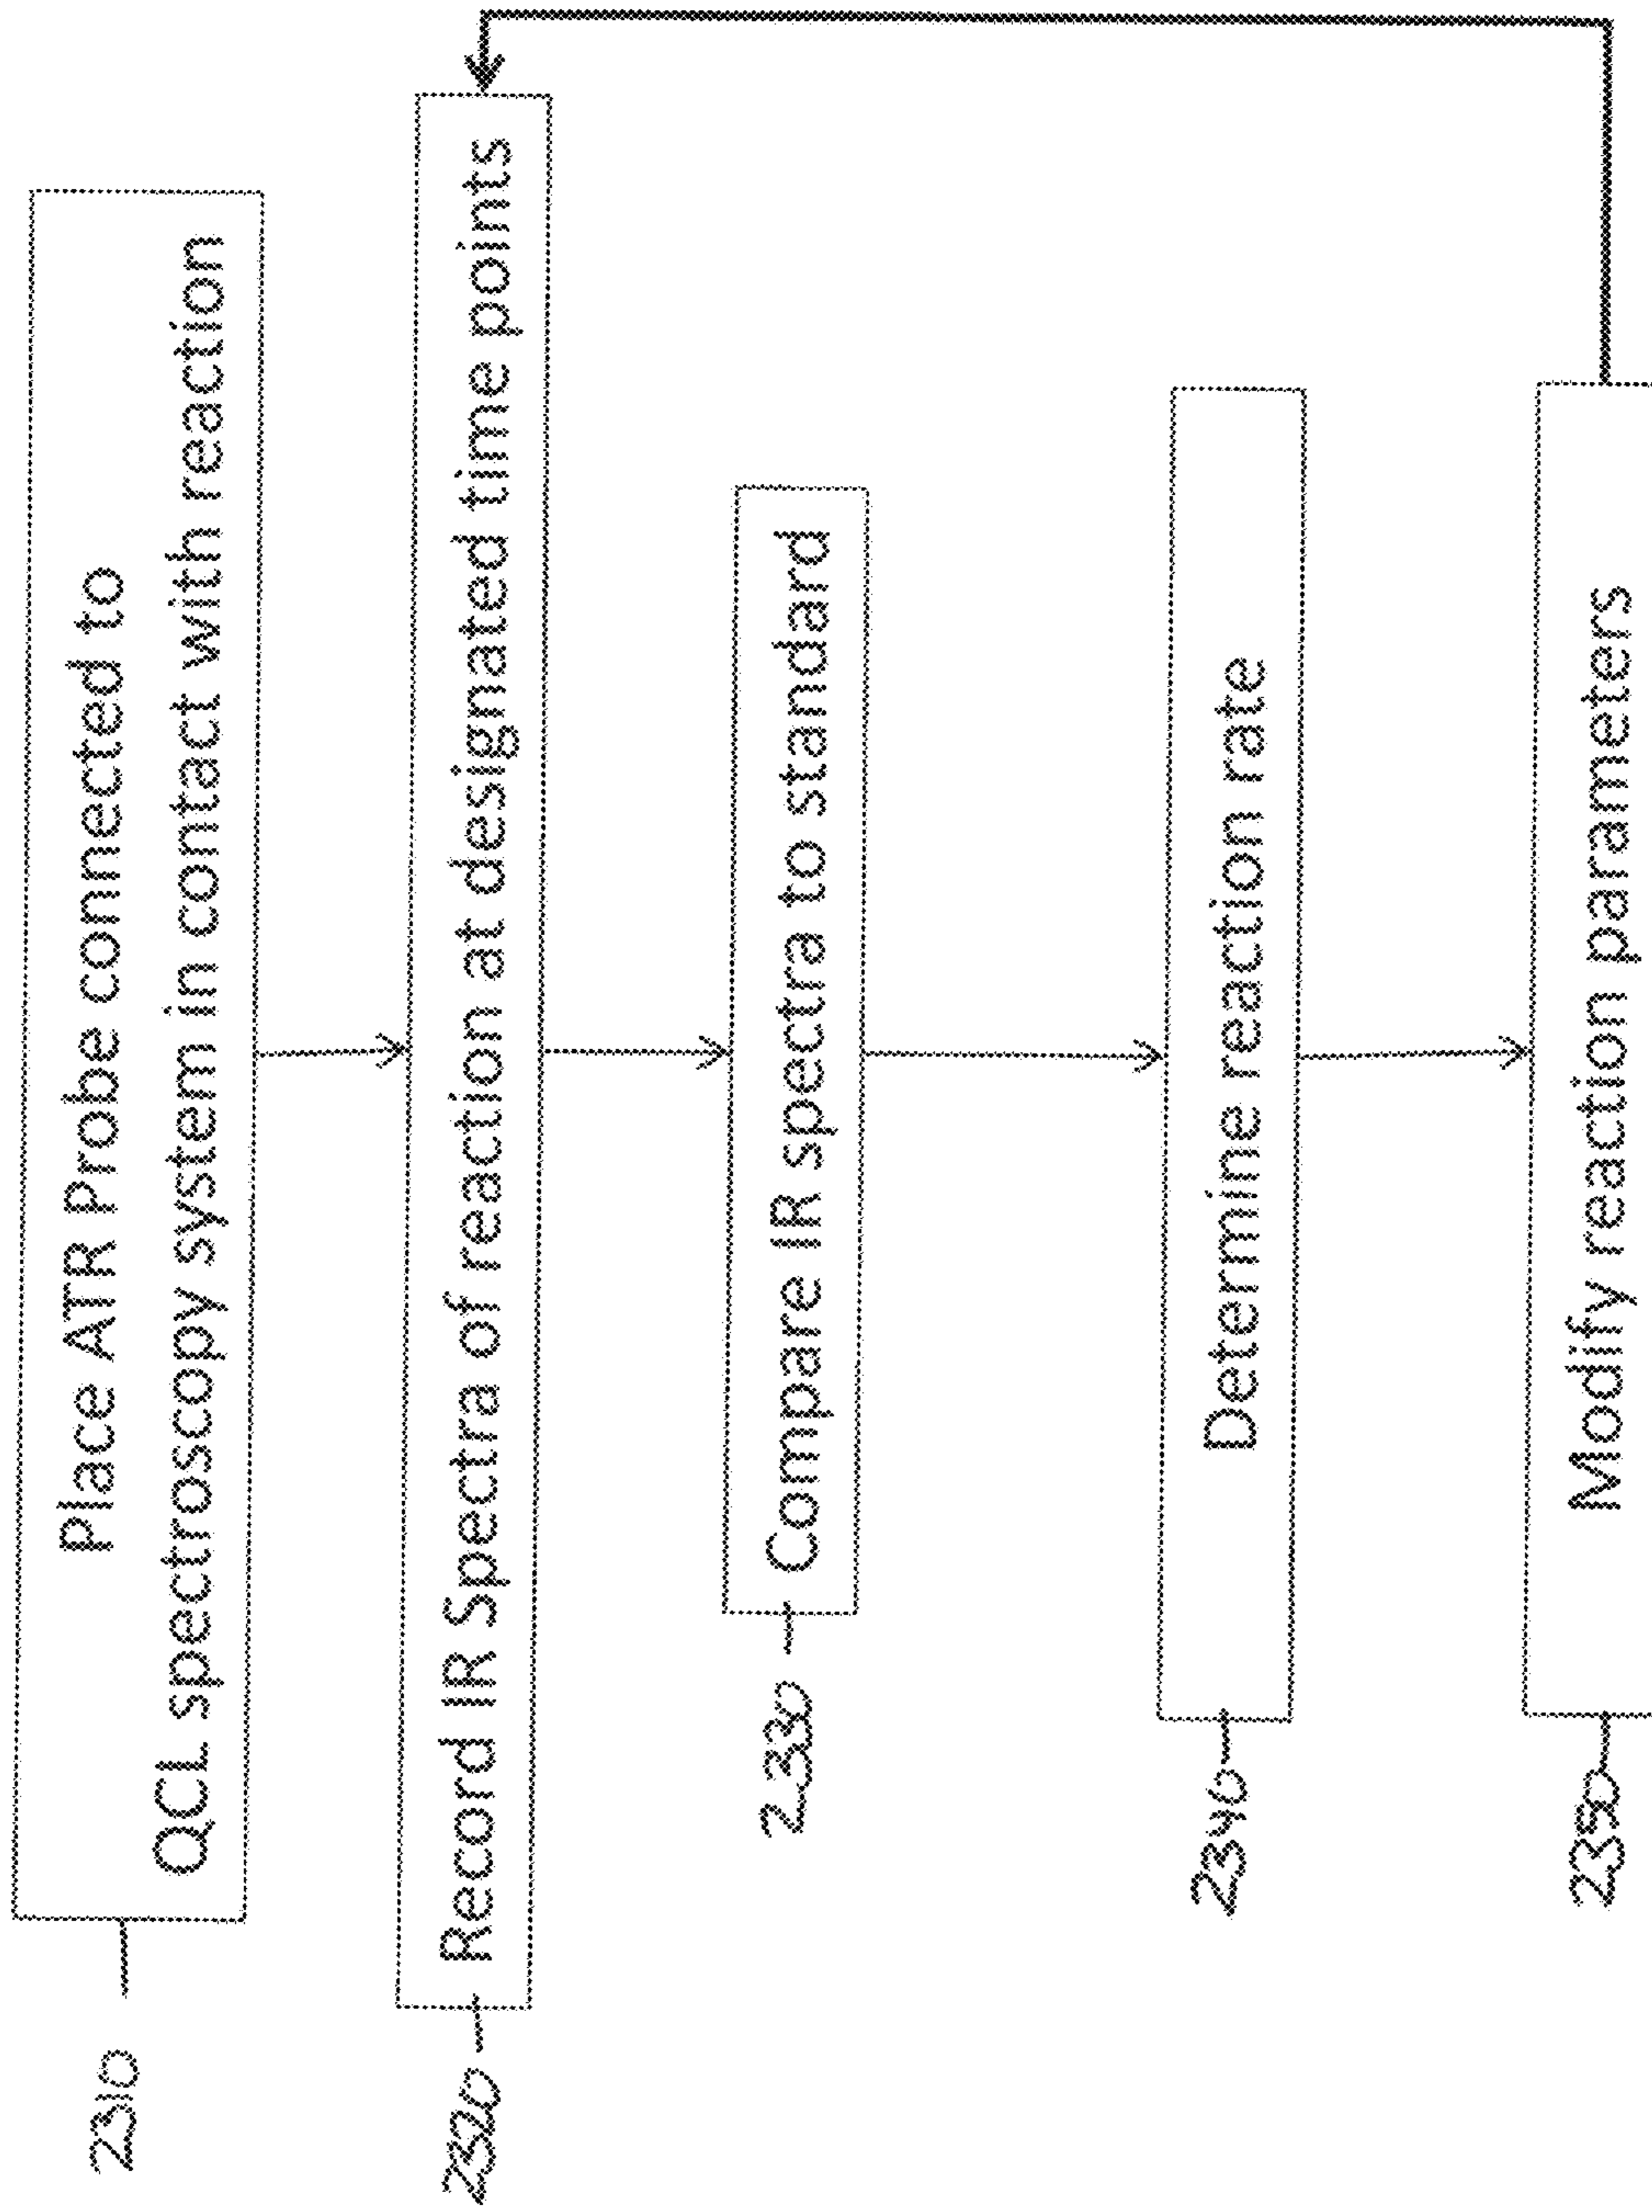 2310
Place ATR Probe connected to
QCL spectroscopy system in contact with reaction
2320
Record IR Spectra of reaction at designated time points
2330
Compare IR spectra to standard
2340
Determine reaction rate
2350
Modify reaction parameters